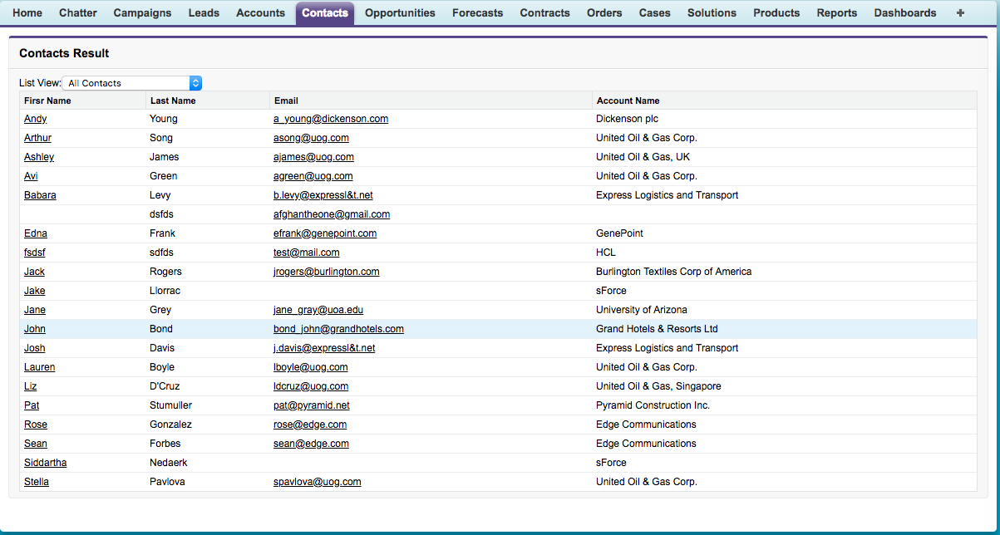 Home Chatter Campaigns Leads Accounts Contacts Opportunities Forecasts Contracts Orders Cases Solutions Products Reports Dashboards +
Contacts Result
List View: All Contacts
Firsr Name Last Name Email Account Name
Andy Young a_young@dickenson.com Dickenson plc
Arthur Song asong@uog.com United Oil & Gas Corp.
Ashley James ajames@uog.com United Oil & Gas, UK
Avi Green agreen@uog.com United Oil & Gas Corp.
Babara Levy b.levy@expressl&t.net Express Logistics and Transport
dsfds afghantheone@gmail.com
Edna Frank efrank@genepoint.com GenePoint
fsdsf sdfds test@mail.com HCL
Jack Rogers jrogers@burlington.com Burlington Textiles Corp of America
Jake Llorrac sForce
Jane Grey jane_gray@uoa.edu University of Arizona
John Bond bond_john@grandhotels.com Grand Hotels & Resorts Ltd
Josh Davis j.davis@expressl&t.net Express Logistics and Transport
Lauren Boyle lboyle@uog.com United Oil & Gas Corp.
Liz D'Cruz ldcruz@uog.com United Oil & Gas, Singapore
Pat Stumuller pat@pyramid.net Pyramid Construction Inc.
Rose Gonzalez rose@edge.com Edge Communications
Sean Forbes sean@edge.com Edge Communications
Siddartha Nedaerk sForce
Stella Pavlova spavlova@uog.com United Oil & Gas Corp.